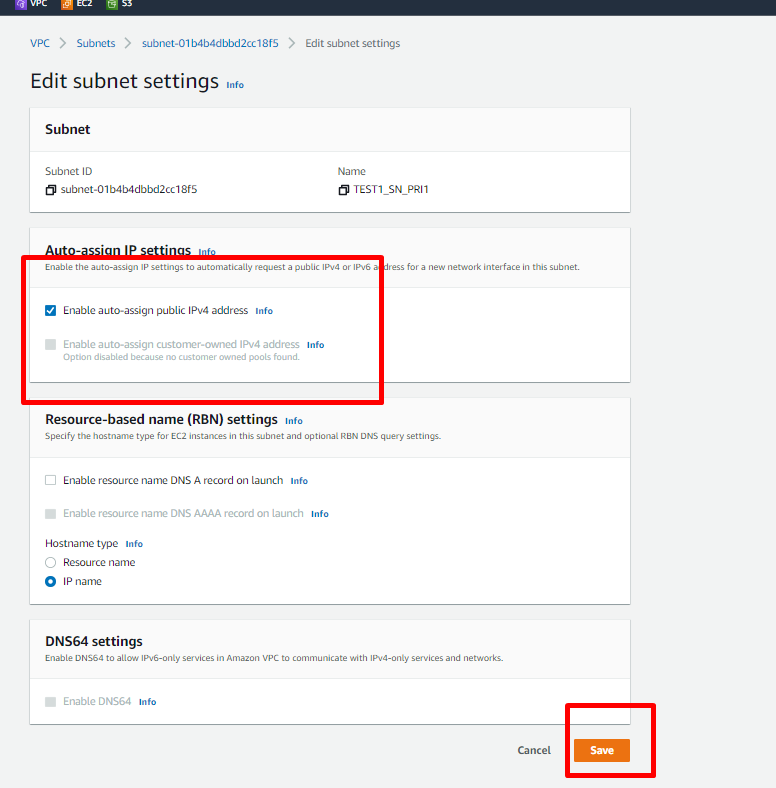 VPC EC2 S3
VPC > Subnets > subnet-01b4b4dbbd2cc18f5 > Edit subnet settings
Edit subnet settings Info
Subnet
Subnet ID Name
subnet-01b4b4dbbd2cc18f5 TEST1_SN_PRI1
Auto-assign IP settings Info
Enable the auto-assign IP settings to automatically request a public IPv4 or IPv6 address for a new network interface in this subnet.
Enable auto-assign public IPv4 address Info
Enable auto-assign customer-owned IPv4 address Info
Option disabled because no customer owned pools found.
Resource-based name (RBN) settings Info
Specify the hostname type for EC2 instances in this subnet and optional RBN DNS query settings.
Enable resource name DNS A record on launch Info
Enable resource name DNS AAAA record on launch Info
Hostname type Info
Resource name
IP name
DNS64 settings
Enable DNS64 to allow IPv6-only services in Amazon VPC to communicate with IPv4-only services and networks.
Enable DNS64 Info
Cancel Save